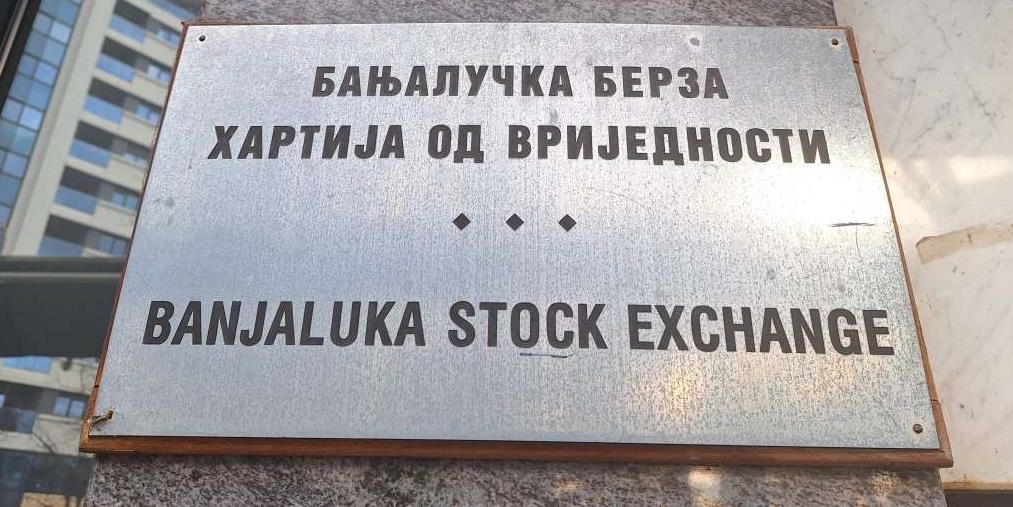 БАЊАЛУЧКА БЕРЗА
ХАРТИЈА ОД ВРИЈЕДНОСТИ
BANJALUKA STOCK EXCHANGE